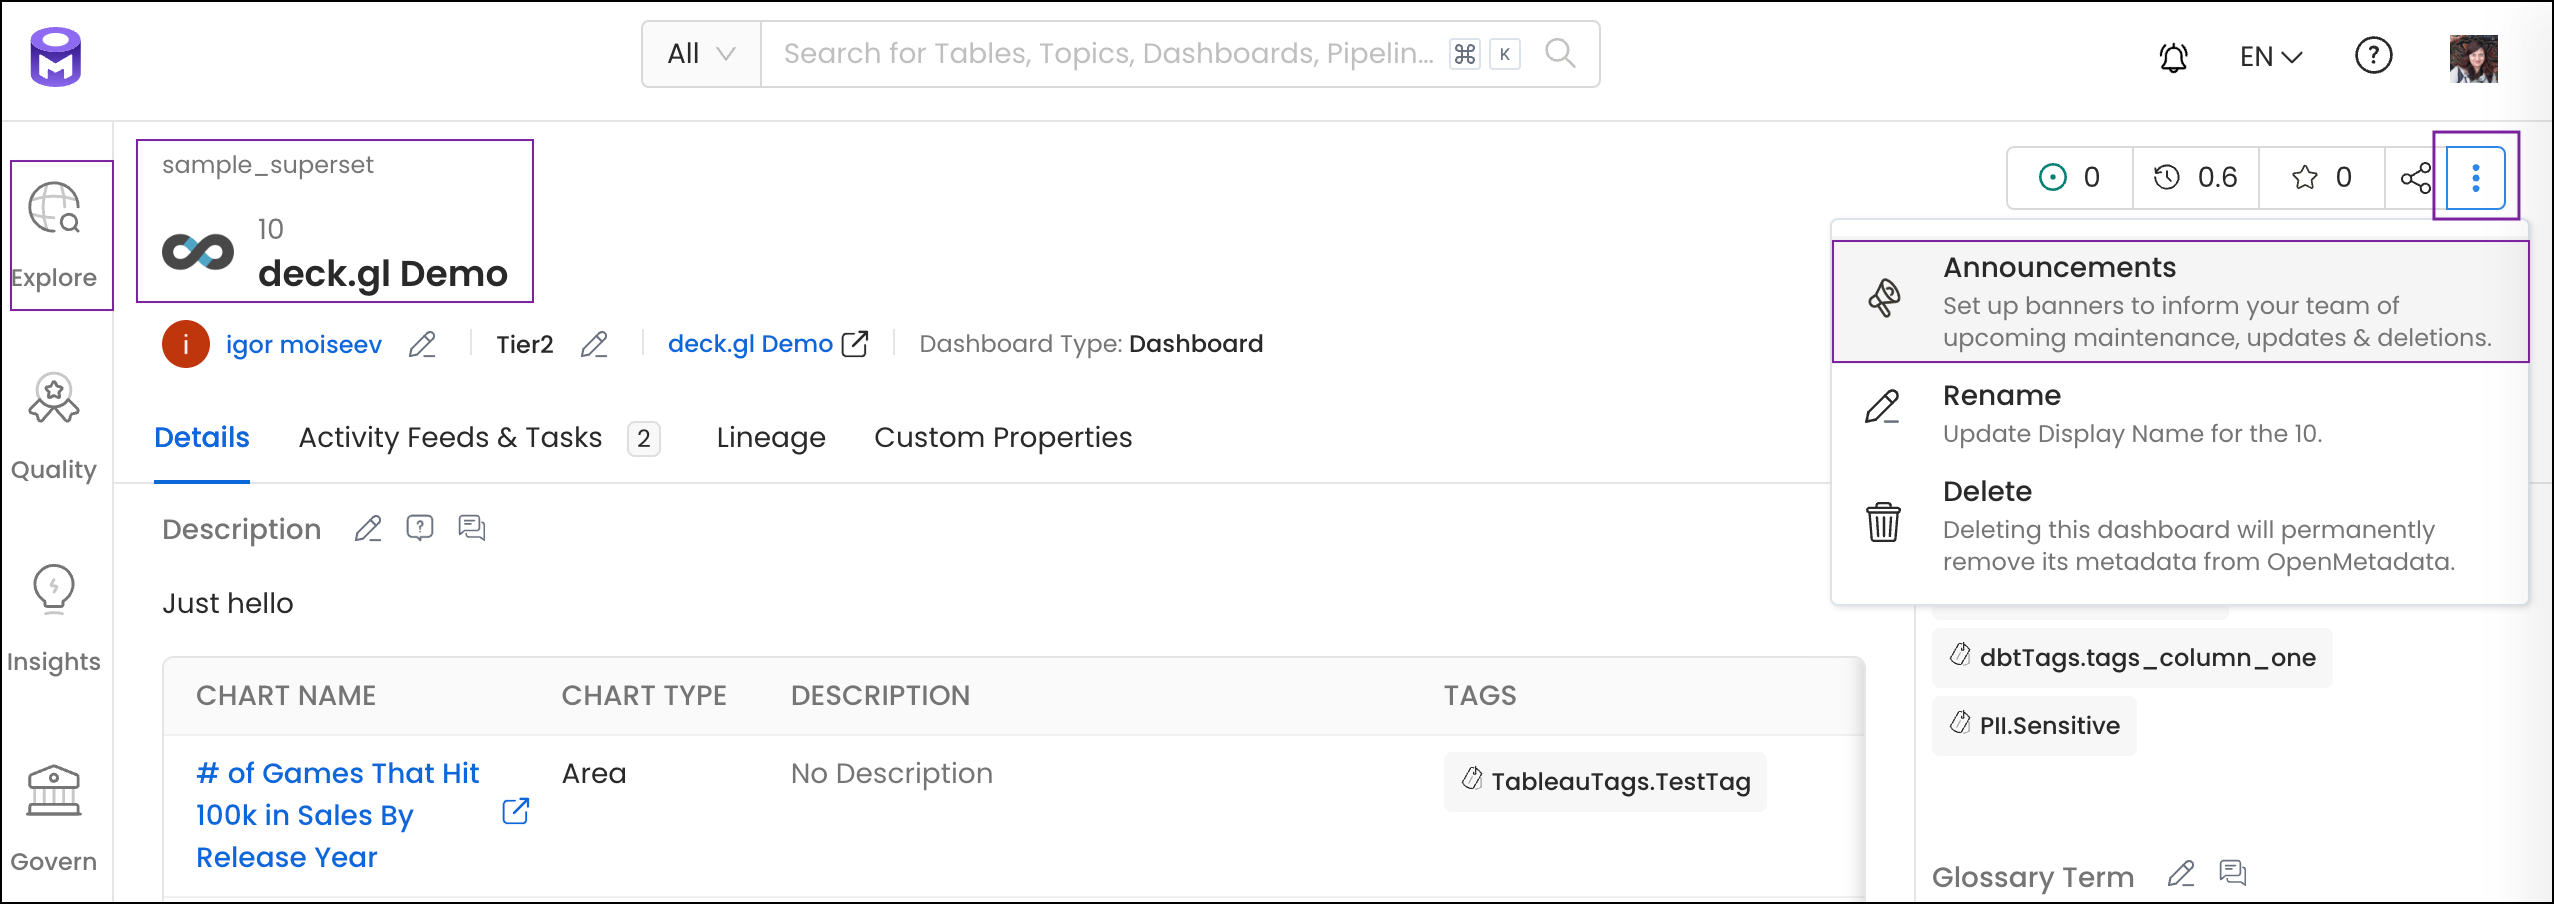 All
Search for Tables, Topics, Dashboards, Pipelin...
⌘ K
EN
?
sample_superset
10
deck.gl Demo
0
0.6
0
Explore
Quality
Insights
Govern
i igor moiseev
Tier2
deck.gl Demo
Dashboard Type: Dashboard
Announcements
Set up banners to inform your team of
upcoming maintenance, updates & deletions.
Rename
Update Display Name for the 10.
Delete
Deleting this dashboard will permanently
remove its metadata from OpenMetadata.
Details
Activity Feeds & Tasks 2
Lineage
Custom Properties
Description
Just hello
CHART NAME
CHART TYPE
DESCRIPTION
TAGS
# of Games That Hit
100k in Sales By
Release Year
Area
No Description
TableauTags.TestTag
dbtTags.tags_column_one
PII.Sensitive
Glossary Term